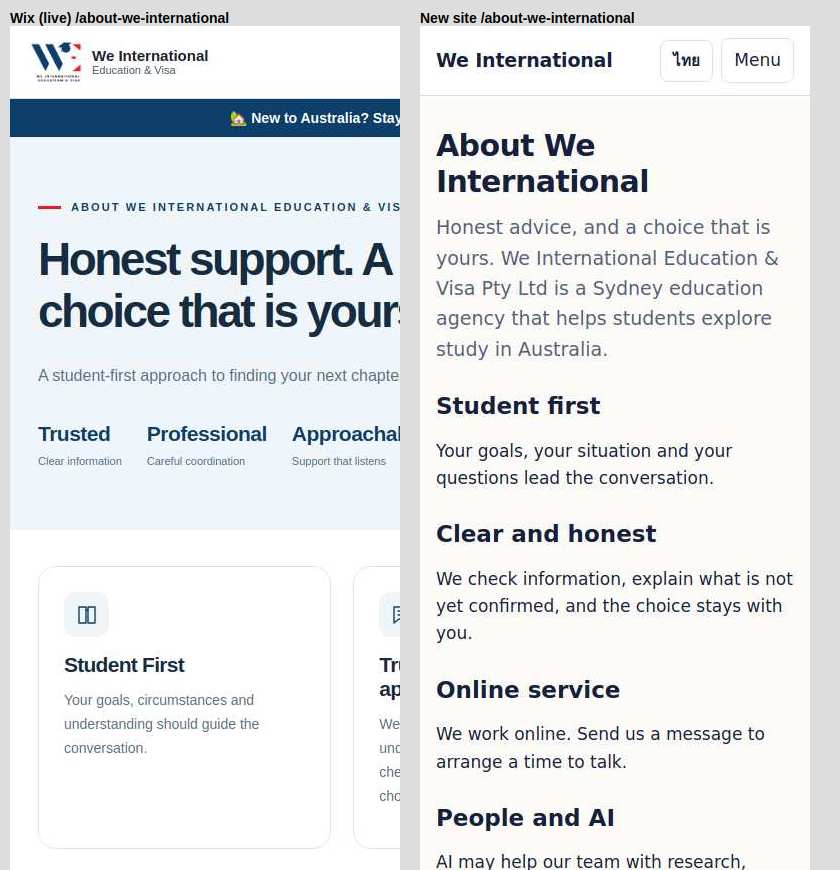 Wix (live) /about-we-international
We International
Education & Visa
🏡 New to Australia? Stay
ABOUT WE INTERNATIONAL EDUCATION & VIS
Honest support. A
choice that is yours
A student-first approach to finding your next chapte
Trusted
Clear information
Professional
Careful coordination
Approachal
Support that listens
Student First
Your goals, circumstances and
understanding should guide the
conversation.
Tru
ap
We
und
che
cho
New site /about-we-international
We International
ไทย
Menu
About We
International
Honest advice, and a choice that is
yours. We International Education &
Visa Pty Ltd is a Sydney education
agency that helps students explore
study in Australia.
Student first
Your goals, your situation and your
questions lead the conversation.
Clear and honest
We check information, explain what is not
yet confirmed, and the choice stays with
you.
Online service
We work online. Send us a message to
arrange a time to talk.
People and AI
AI may help our team with research,